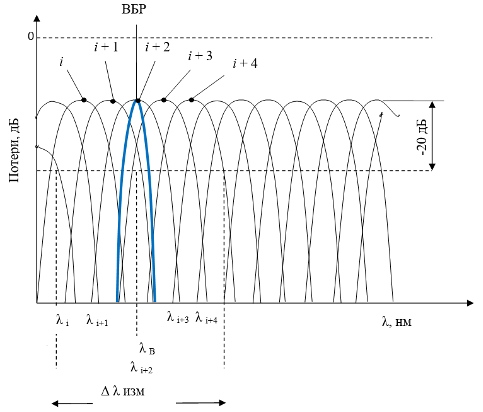 ВБР
0
i
i + 1
i + 2
i + 3
i + 4
Потери, дБ
-20 дБ
λ i
λ i+1
λ i+3
λ i+4
λ, нм
λ В
λ i+2
Δ λ изм